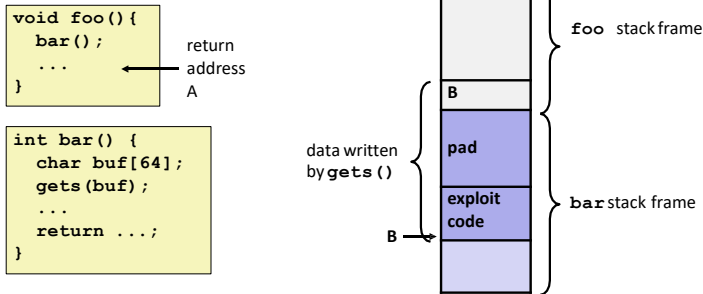 void foo(){
bar();
...
}
return
address
A
int bar() {
char buf[64];
gets(buf);
...
return ...;
}
foo stack frame
B
data written
by gets()
pad
exploit
code
B
bar stack frame